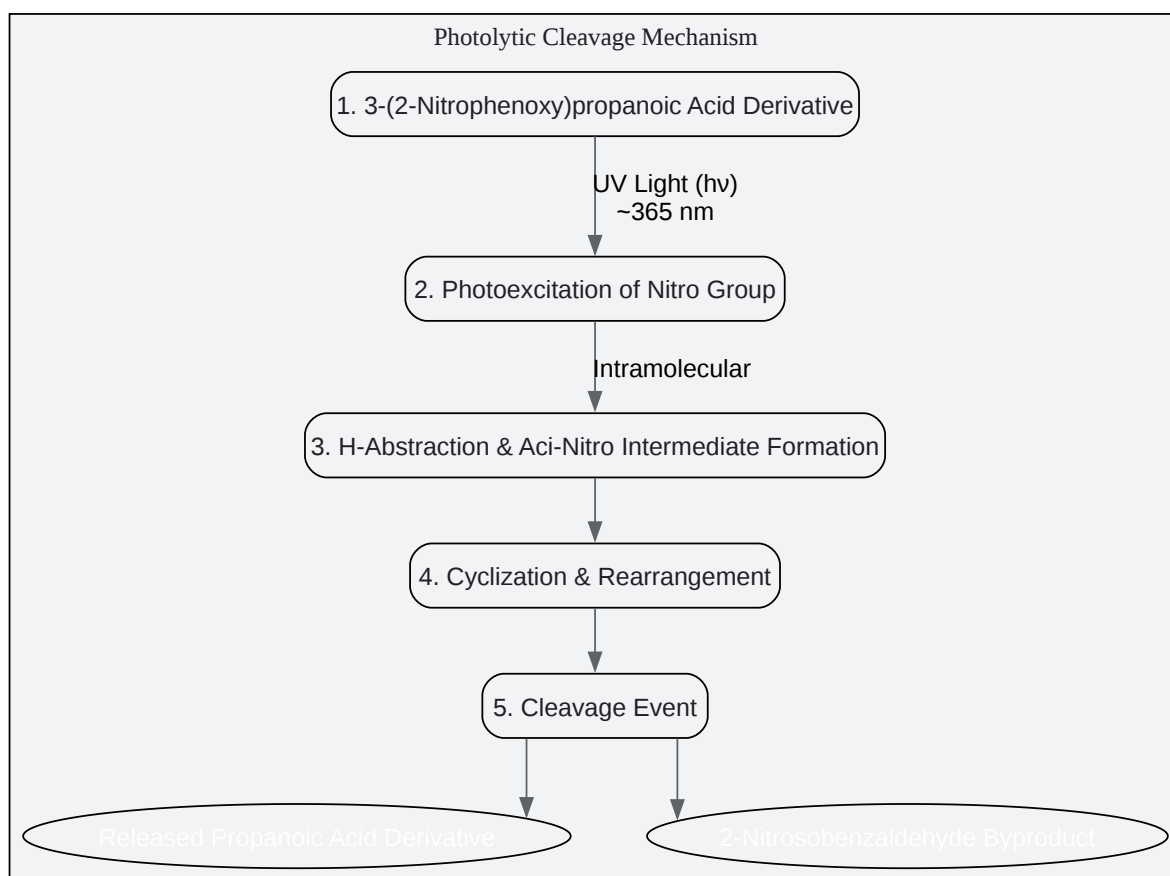 Photolytic Cleavage Mechanism
1. 3-(2-Nitrophenoxy)propanoic Acid Derivative
UV Light (hν)
~365 nm
2. Photoexcitation of Nitro Group
Intramolecular
3. H-Abstraction & Aci-Nitro Intermediate Formation
4. Cyclization & Rearrangement
5. Cleavage Event
Released Propanoic Acid Derivative
2-Nitrosobenzaldehyde Byproduct